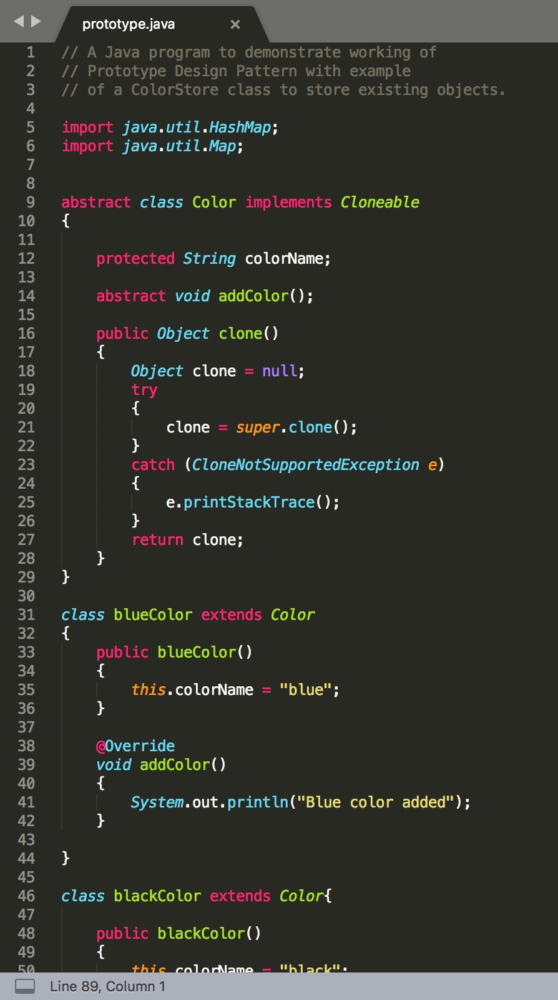 prototype.java ×
1 // A Java program to demonstrate working of
2 // Prototype Design Pattern with example
3 // of a ColorStore class to store existing objects.
4
5 import java.util.HashMap;
6 import java.util.Map;
7
8
9 abstract class Color implements Cloneable
10 {
11
12     protected String colorName;
13
14     abstract void addColor();
15
16     public Object clone()
17     {
18         Object clone = null;
19         try
20         {
21             clone = super.clone();
22         }
23         catch (CloneNotSupportedException e)
24         {
25             e.printStackTrace();
26         }
27         return clone;
28     }
29 }
30
31 class blueColor extends Color
32 {
33     public blueColor()
34     {
35         this.colorName = "blue";
36     }
37
38     @Override
39     void addColor()
40     {
41         System.out.println("Blue color added");
42     }
43
44 }
45
46 class blackColor extends Color{
47
48     public blackColor()
49     {
50         this.colorName = "black";
Line 89, Column 1